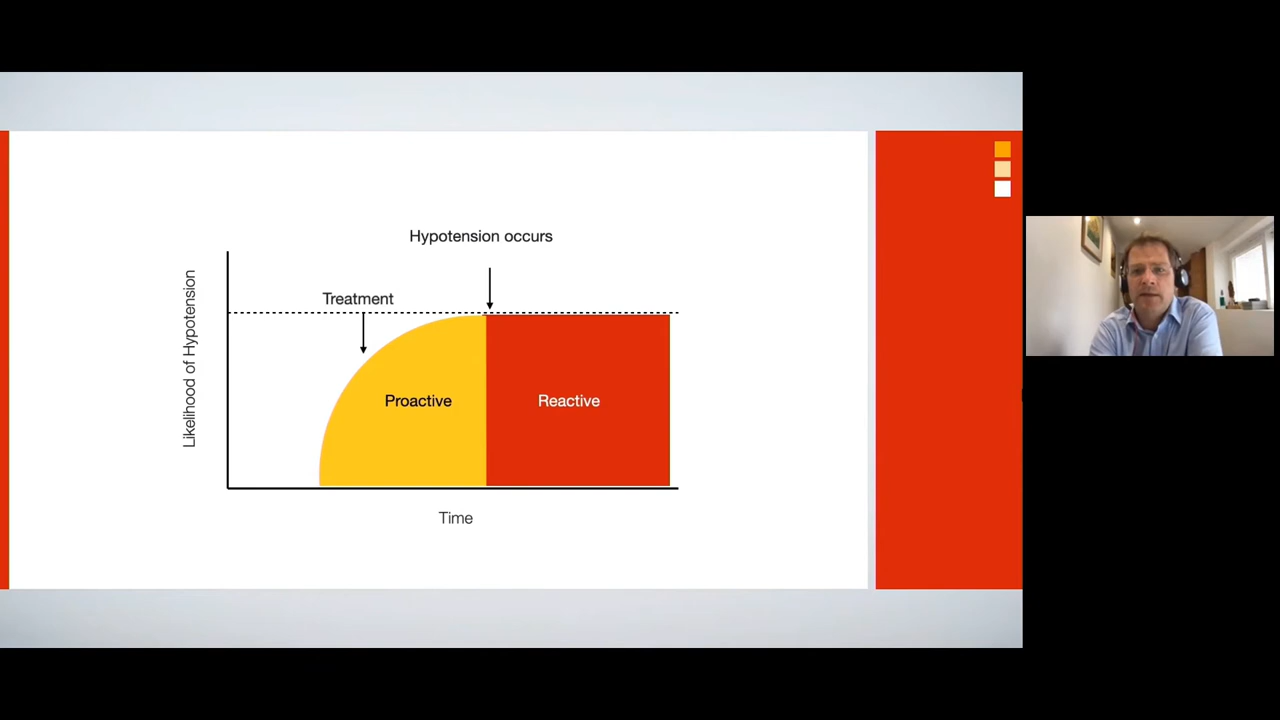 Hypotension occurs
Treatment
Likelihood of Hypotension
Proactive
Reactive
Time